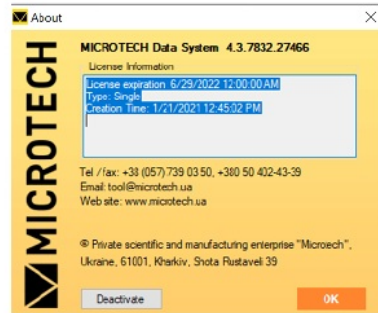 About
MICROTECH
MICROTECH Data System 4.3.7832.27466
License Information
License expiration 6/29/2022 12:00:00 AM
Type: Single
Creation Time: 1/21/2021 12:45:02 PM
Tel / fax: +38 (057) 739 03 50, +380 50 402-43-39
Email: tool@microtech.ua
Web site: www.microtech.ua
® Private scientific and manufacturing enterprise "Microech",
Ukraine, 61001, Kharkiv, Shota Rustaveli 39
Deactivate
OK